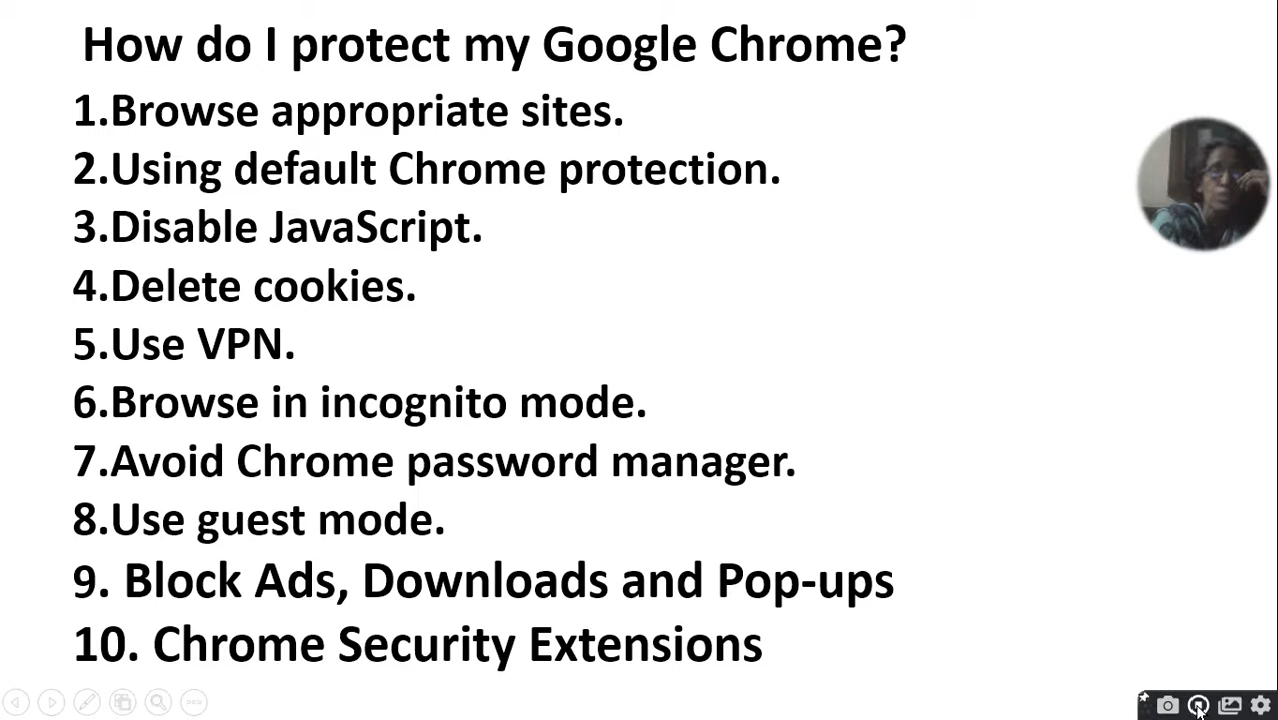 How do I protect my Google Chrome?
1.Browse appropriate sites.
2.Using default Chrome protection.
3.Disable JavaScript.
4.Delete cookies.
5.Use VPN.
6.Browse in incognito mode.
7.Avoid Chrome password manager.
8.Use guest mode.
9. Block Ads, Downloads and Pop-ups
10. Chrome Security Extensions